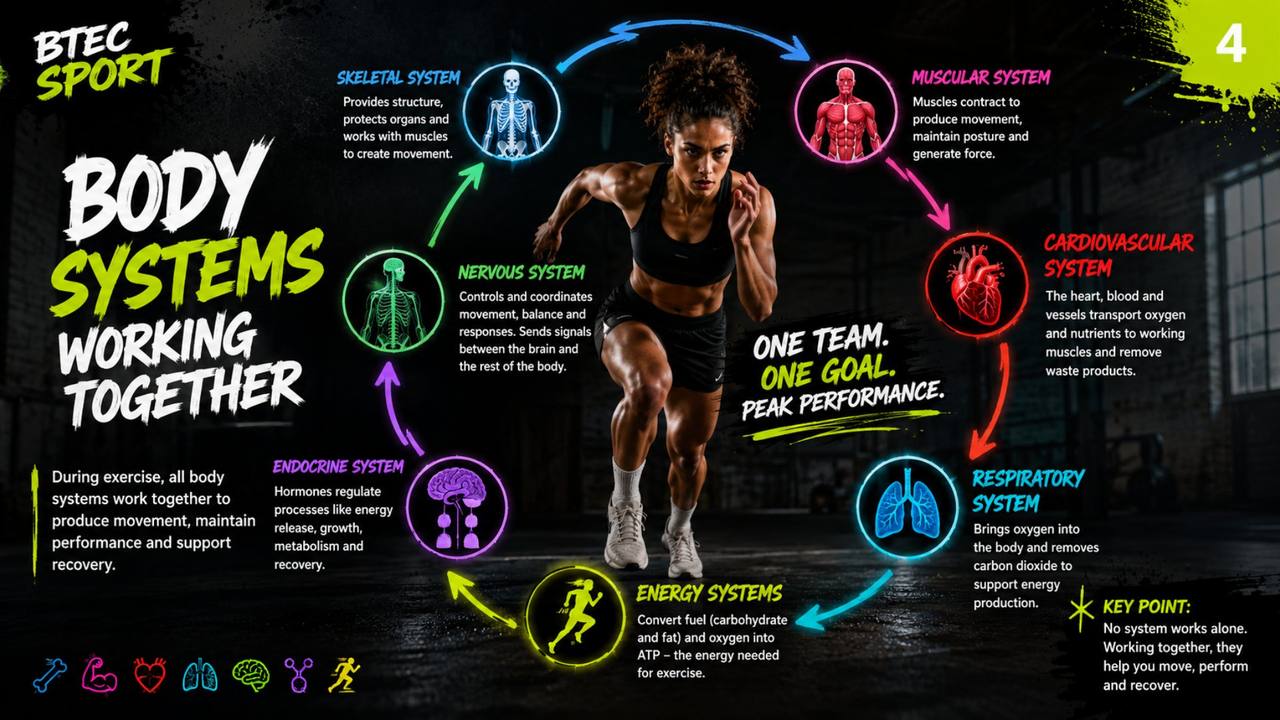 BTEC
SPORT
4
BODY
SYSTEMS
WORKING
TOGETHER
During exercise, all body
systems work together to
produce movement, maintain
performance and support
recovery.
SKELETAL SYSTEM
Provides structure,
protects organs and
works with muscles
to create movement.
MUSCULAR SYSTEM
Muscles contract to
produce movement,
maintain posture and
generate force.
CARDIOVASCULAR
SYSTEM
The heart, blood and
vessels transport oxygen
and nutrients to working
muscles and remove
waste products.
RESPIRATORY
SYSTEM
Brings oxygen into
the body and removes
carbon dioxide to
support energy
production.
ENERGY SYSTEMS
Convert fuel (carbohydrate
and fat) and oxygen into
ATP – the energy needed
for exercise.
ENDOCRINE SYSTEM
Hormones regulate
processes like energy
release, growth,
metabolism and
recovery.
NERVOUS SYSTEM
Controls and coordinates
movement, balance and
responses. Sends signals
between the brain and
the rest of the body.
ONE TEAM.
ONE GOAL.
PEAK PERFORMANCE.
KEY POINT:
No system works alone.
Working together, they
help you move, perform
and recover.